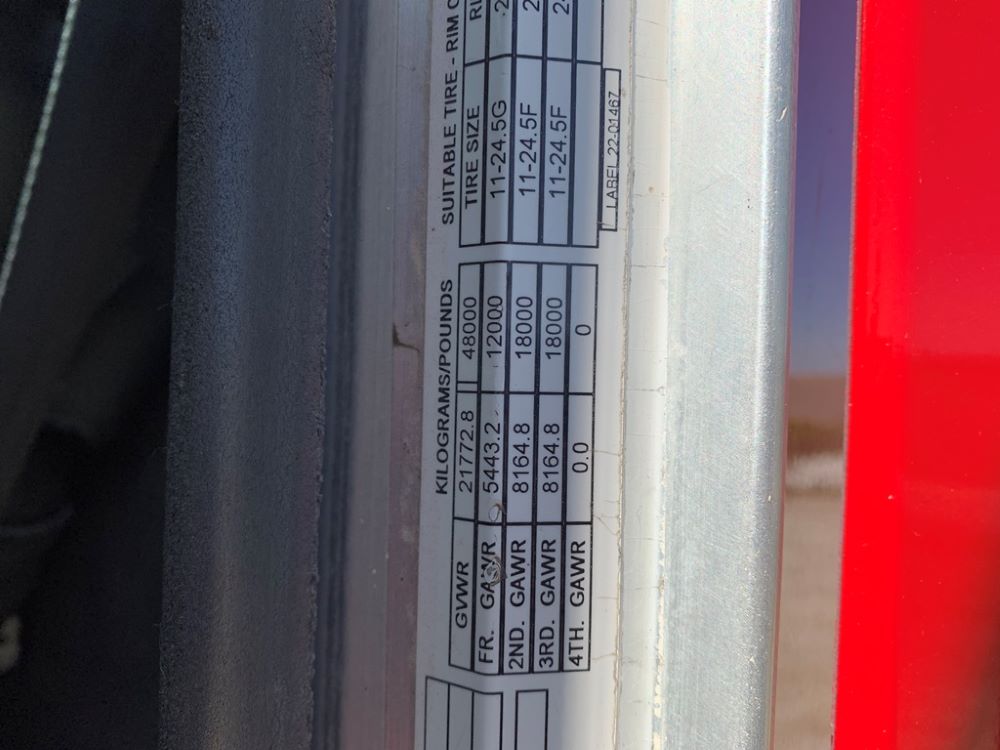 KILOGRAMS/POUNDS
GVWR 21772.8 48000
FR. GAWR 5443.2 12000
2ND. GAWR 8164.8 18000
3RD. GAWR 8164.8 18000
4TH. GAWR 0.0 0
SUITABLE TIRE - RIM
TIRE SIZE
11-24.5G
11-24.5F
11-24.5F
LABEL 22-01467